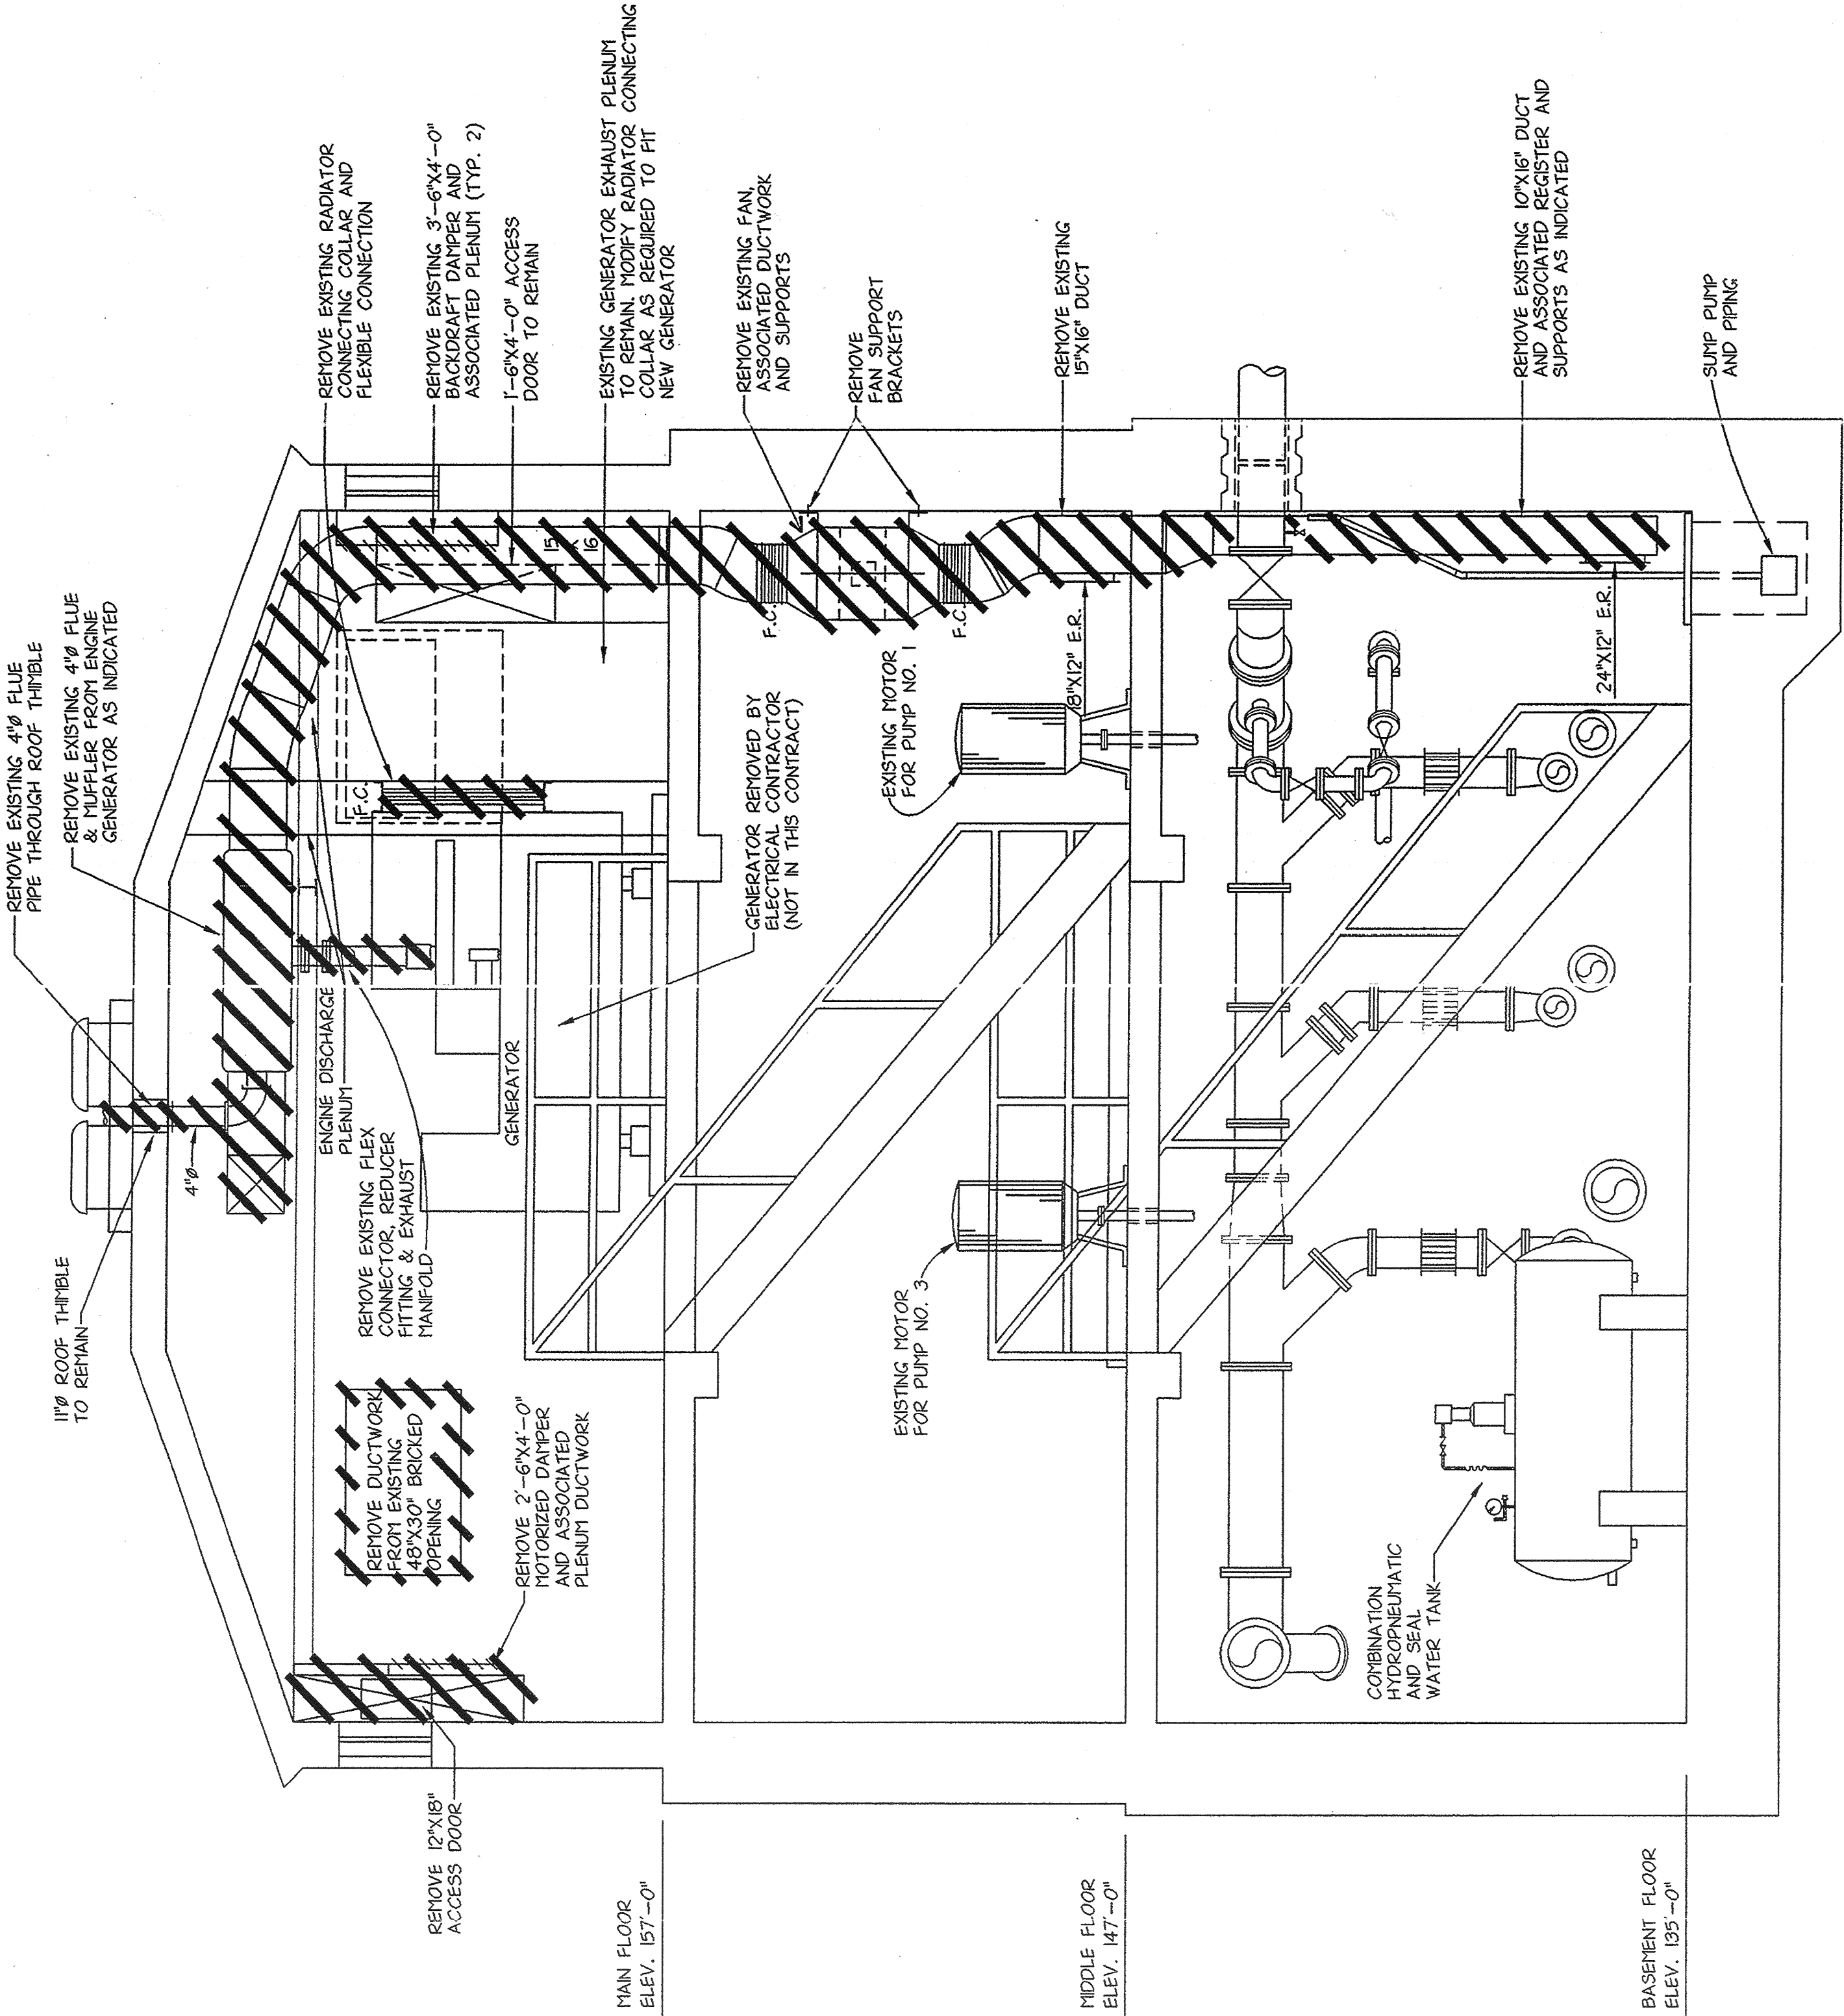 REMOVE EXISTING 4"Ø FLUE
PIPE THROUGH ROOF THIMBLE
REMOVE EXISTING 4"Ø FLUE
& MUFFLER FROM ENGINE
GENERATOR AS INDICATED
11"Ø ROOF THIMBLE
TO REMAIN
4"Ø
REMOVE EXISTING RADIATOR
CONNECTING COLLAR AND
FLEXIBLE CONNECTION
REMOVE EXISTING 3'-6"X4'-0"
BACKDRAFT DAMPER AND
ASSOCIATED PLENUM (TYP. 2)
1'-6"X4'-0" ACCESS
DOOR TO REMAIN
EXISTING GENERATOR EXHAUST PLENUM
TO REMAIN. MODIFY RADIATOR CONNECTING
COLLAR AS REQUIRED TO FIT
NEW GENERATOR
REMOVE EXISTING FAN,
ASSOCIATED DUCTWORK
AND SUPPORTS
REMOVE
FAN SUPPORT
BRACKETS
REMOVE EXISTING
15"X16" DUCT
REMOVE EXISTING 10"X16" DUCT
AND ASSOCIATED REGISTER AND
SUPPORTS AS INDICATED
SUMP PUMP
AND PIPING
15
X
16
F.C.
F.C.
F.C.
18"X12" E.R.
24"X12" E.R.
ENGINE DISCHARGE
PLENUM
REMOVE EXISTING FLEX
CONNECTOR, REDUCER
FITTING & EXHAUST
MANIFOLD
GENERATOR
GENERATOR REMOVED BY
ELECTRICAL CONTRACTOR
(NOT IN THIS CONTRACT)
EXISTING MOTOR
FOR PUMP NO. 1
EXISTING MOTOR
FOR PUMP NO. 3
REMOVE DUCTWORK
FROM EXISTING
48"X30" BRICKED
OPENING
REMOVE 2'-6"X4'-0"
MOTORIZED DAMPER
AND ASSOCIATED
PLENUM DUCTWORK
COMBINATION
HYDROPNEUMATIC
AND SEAL
WATER TANK
REMOVE 12"X18"
ACCESS DOOR
MAIN FLOOR
ELEV. 157'-0"
MIDDLE FLOOR
ELEV. 147'-0"
BASEMENT FLOOR
ELEV. 135'-0"